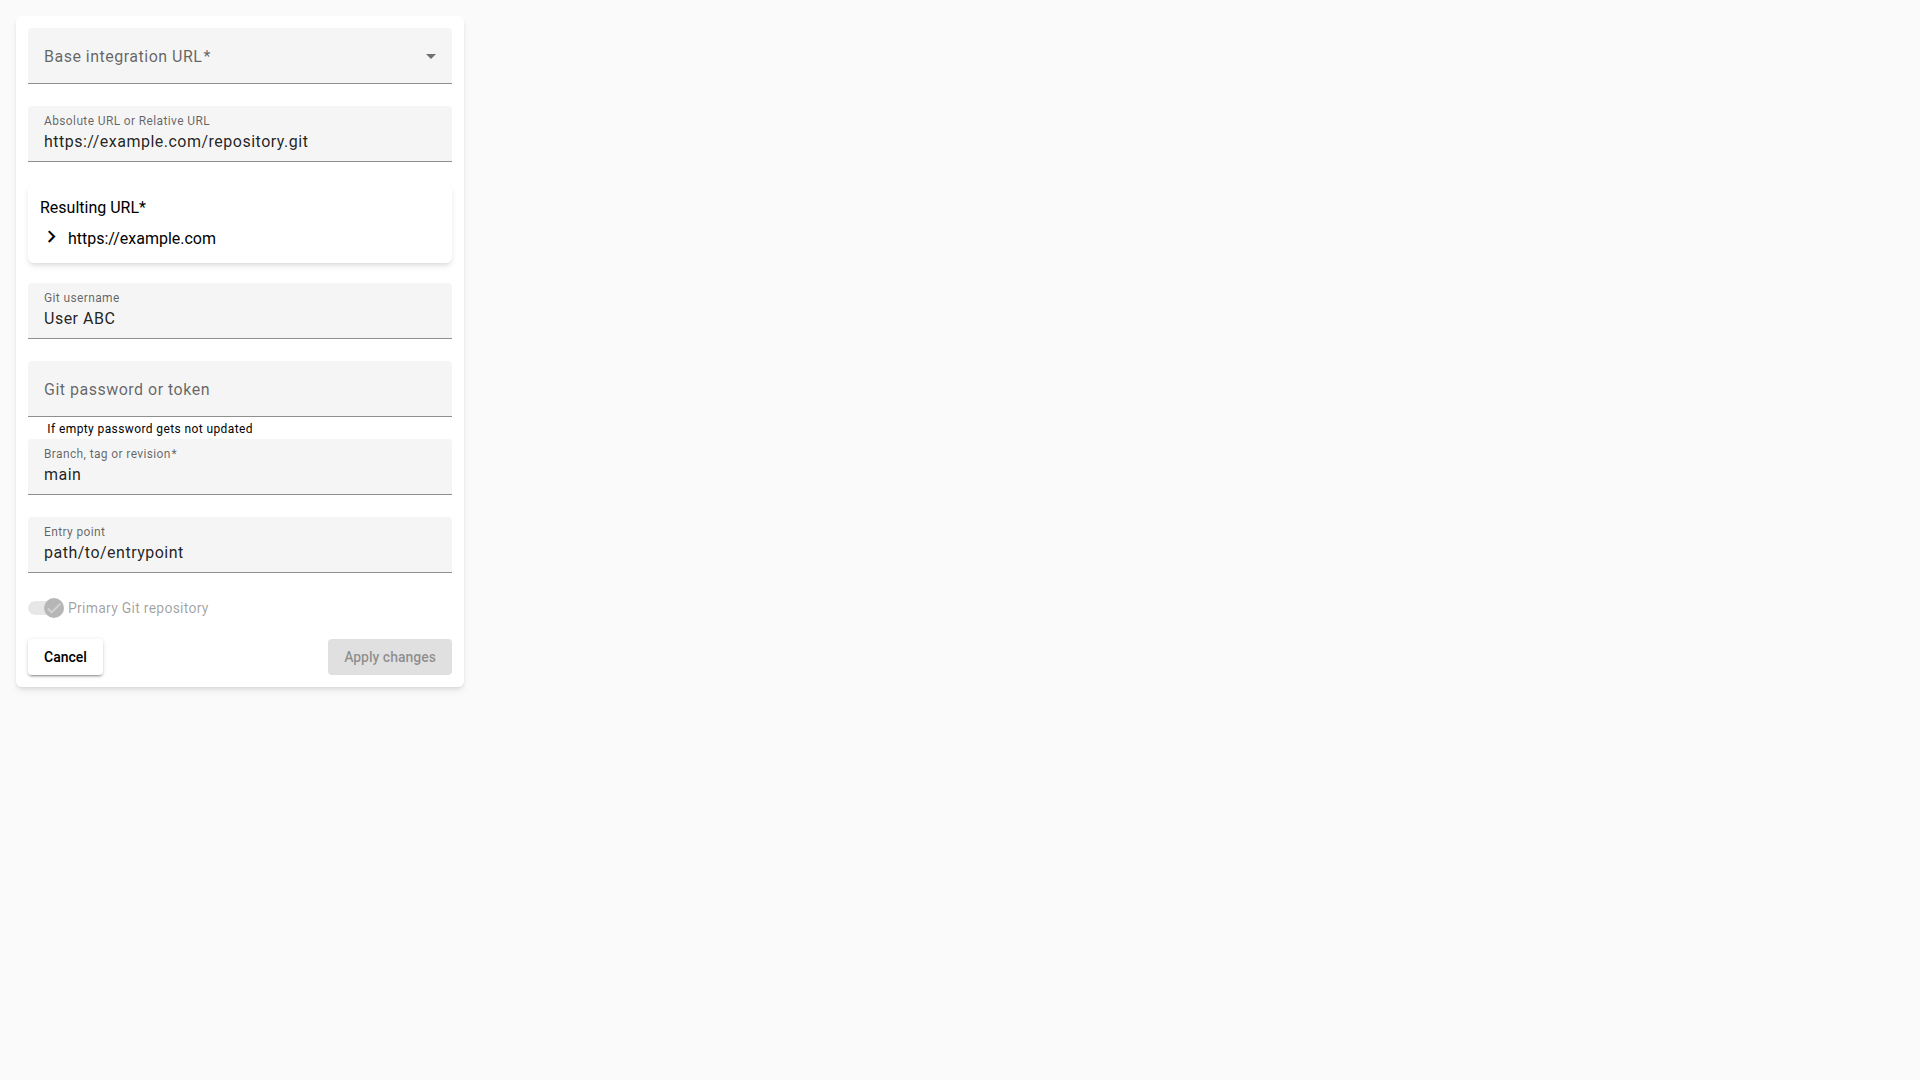 Base integration URL*
Absolute URL or Relative URL
https://example.com/repository.git
Resulting URL*
https://example.com
Git username
User ABC
Git password or token
If empty password gets not updated
Branch, tag or revision*
main
Entry point
path/to/entrypoint
Primary Git repository
Cancel
Apply changes